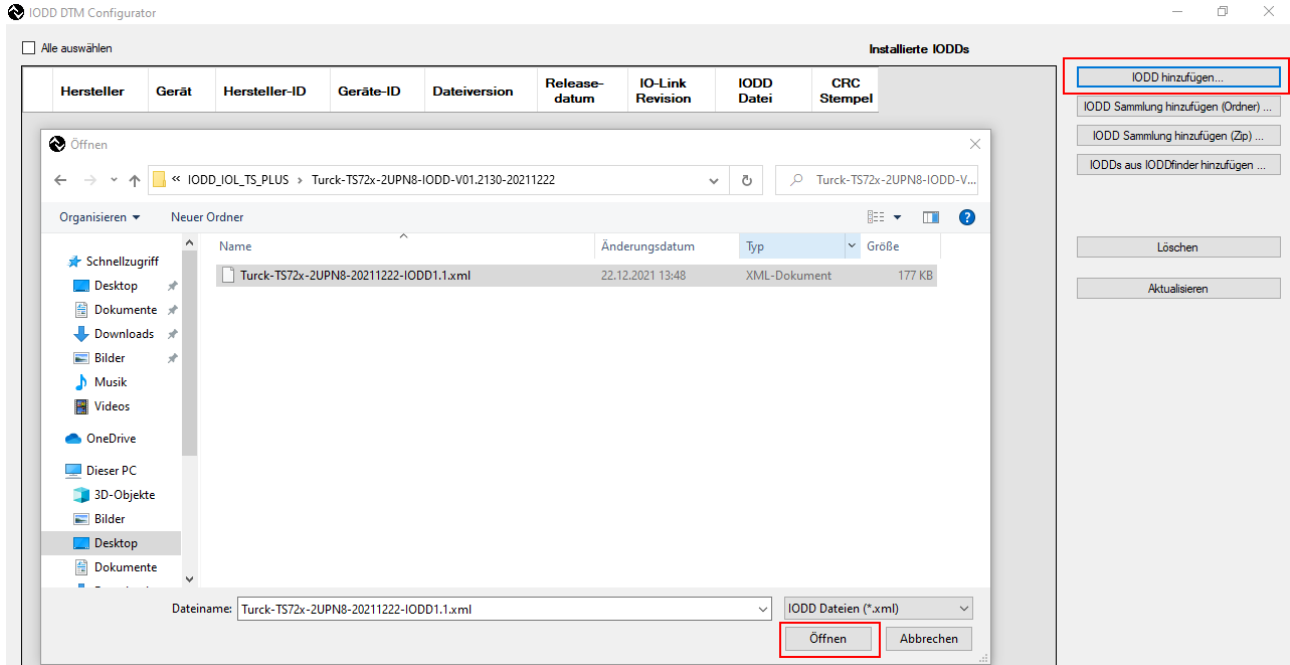 IODD DTM Configurator
Alle auswählen
Installierte IODDs
Hersteller Gerät Hersteller-ID Geräte-ID Dateiversion Release-datum IO-Link Revision IODD Datei CRC Stempel
IODD hinzufügen...
IODD Sammlung hinzufügen (Ordner) ...
IODD Sammlung hinzufügen (Zip) ...
IODDs aus IODDfinder hinzufügen ...
Löschen
Aktualisieren
Öffnen
« IODD_IOL_TS_PLUS › Turck-TS72x-2UPN8-IODD-V01.2130-20211222
Turck-TS72x-2UPN8-IODD-V...
Organisieren Neuer Ordner
Name Änderungsdatum Typ Größe
Turck-TS72x-2UPN8-20211222-IODD1.1.xml 22.12.2021 13:48 XML-Dokument 177 KB
Schnellzugriff
Desktop
Dokumente
Downloads
Bilder
Musik
Videos
OneDrive
Dieser PC
3D-Objekte
Bilder
Desktop
Dokumente
Dateiname: Turck-TS72x-2UPN8-20211222-IODD1.1.xml IODD Dateien (*.xml)
Öffnen Abbrechen